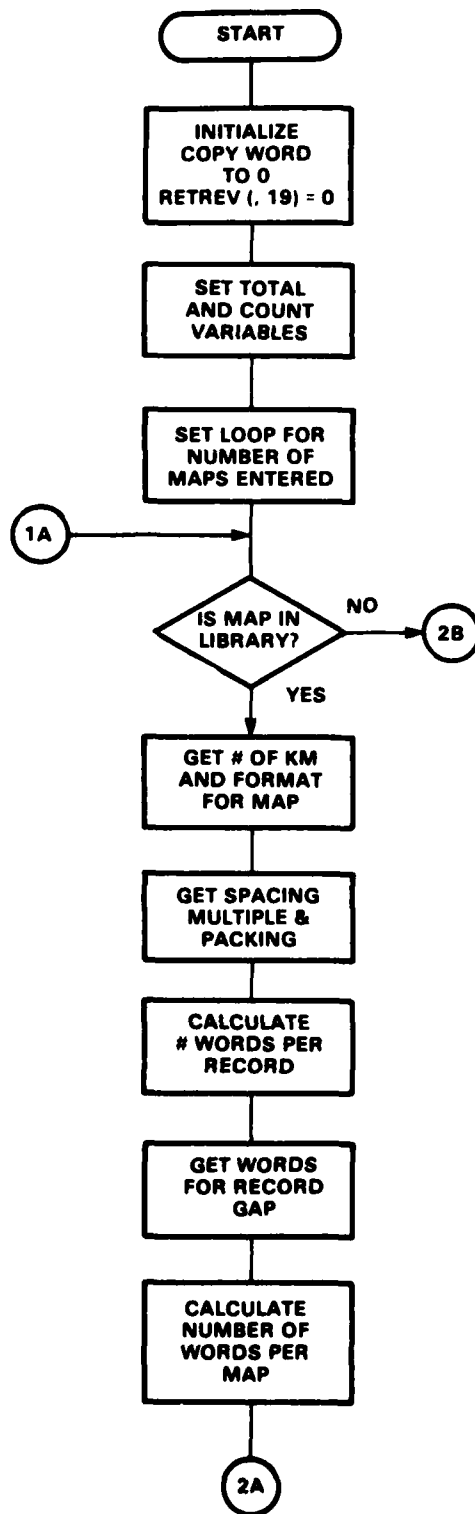 START
INITIALIZE
COPY WORD
TO 0
RETREV (, 19) = 0
SET TOTAL
AND COUNT
VARIABLES
SET LOOP FOR
NUMBER OF
MAPS ENTERED
1A
IS MAP IN
LIBRARY?
NO
2B
YES
GET # OF KM
AND FORMAT
FOR MAP
GET SPACING
MULTIPLE &
PACKING
CALCULATE
# WORDS PER
RECORD
GET WORDS
FOR RECORD
GAP
CALCULATE
NUMBER OF
WORDS PER
MAP
2A